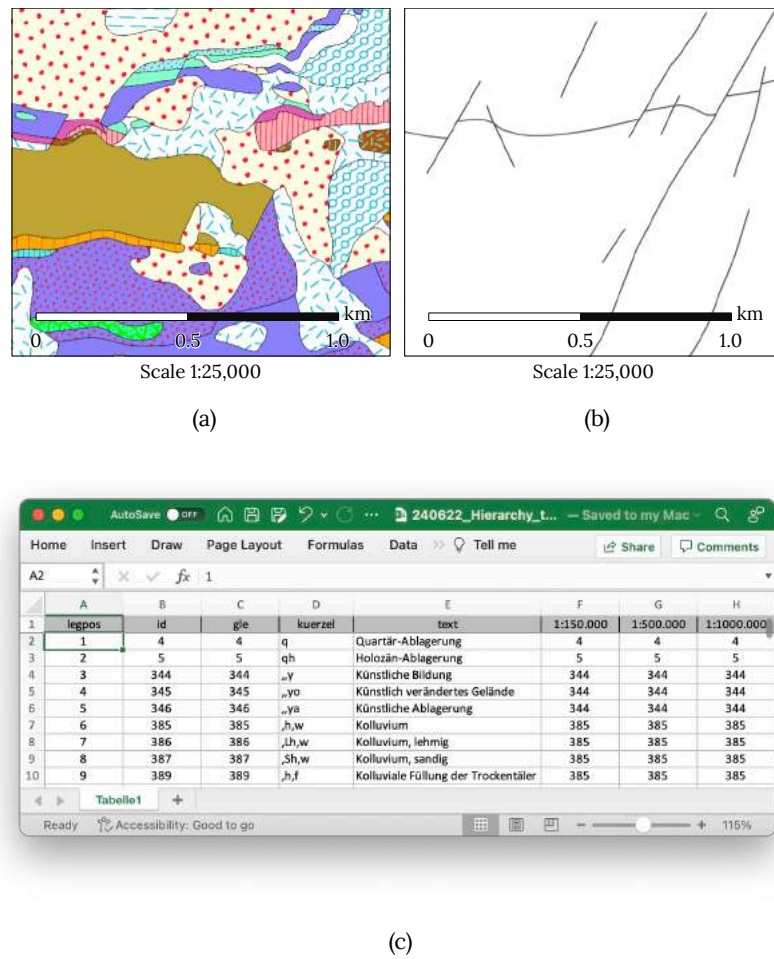 km
0 0.5 1.0
Scale 1:25,000
(a)
km
0 0.5 1.0
Scale 1:25,000
(b)
AutoSave OFF 240622_Hierarchy_t... — Saved to my Mac
Home Insert Draw Page Layout Formulas Data Tell me Share Comments
A2 fx 1
A B C D E F G H
1 legpos id gle kuerzel text 1:150.000 1:500.000 1:1000.000
2 1 4 4 q Quartär-Ablagerung 4 4 4
3 2 5 5 qh Holozän-Ablagerung 5 5 5
4 3 344 344 „y Künstliche Bildung 344 344 344
5 4 345 345 „yo Künstlich verändertes Gelände 344 344 344
6 5 346 346 „ya Künstliche Ablagerung 344 344 344
7 6 385 385 ,h,w Kolluvium 385 385 385
8 7 386 386 ,Lh,w Kolluvium, lehmig 385 385 385
9 8 387 387 ,Sh,w Kolluvium, sandig 385 385 385
10 9 389 389 ,h,f Kolluviale Füllung der Trockentäler 385 385 385
Tabelle1 +
Ready Accessibility: Good to go 115%
(c)